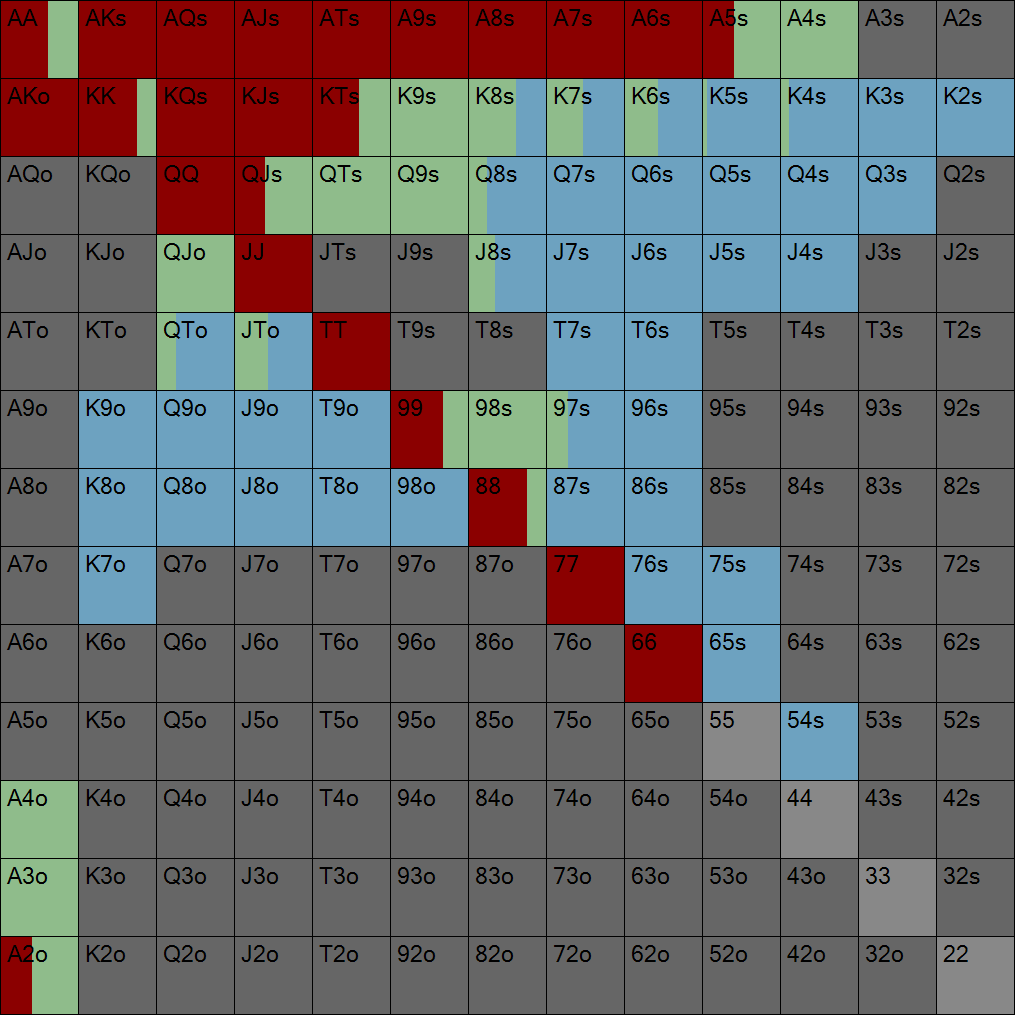 AA AKs AQs AJs ATs A9s A8s A7s A6s A5s A4s A3s A2s
AKo KK KQs KJs KTs K9s K8s K7s K6s K5s K4s K3s K2s
AQo KQo QQ QJs QTs Q9s Q8s Q7s Q6s Q5s Q4s Q3s Q2s
AJo KJo QJo JJ JTs J9s J8s J7s J6s J5s J4s J3s J2s
ATo KTo QTo JTo TT T9s T8s T7s T6s T5s T4s T3s T2s
A9o K9o Q9o J9o T9o 99 98s 97s 96s 95s 94s 93s 92s
A8o K8o Q8o J8o T8o 98o 88 87s 86s 85s 84s 83s 82s
A7o K7o Q7o J7o T7o 97o 87o 77 76s 75s 74s 73s 72s
A6o K6o Q6o J6o T6o 96o 86o 76o 66 65s 64s 63s 62s
A5o K5o Q5o J5o T5o 95o 85o 75o 65o 55 54s 53s 52s
A4o K4o Q4o J4o T4o 94o 84o 74o 64o 54o 44 43s 42s
A3o K3o Q3o J3o T3o 93o 83o 73o 63o 53o 43o 33 32s
A2o K2o Q2o J2o T2o 92o 82o 72o 62o 52o 42o 32o 22